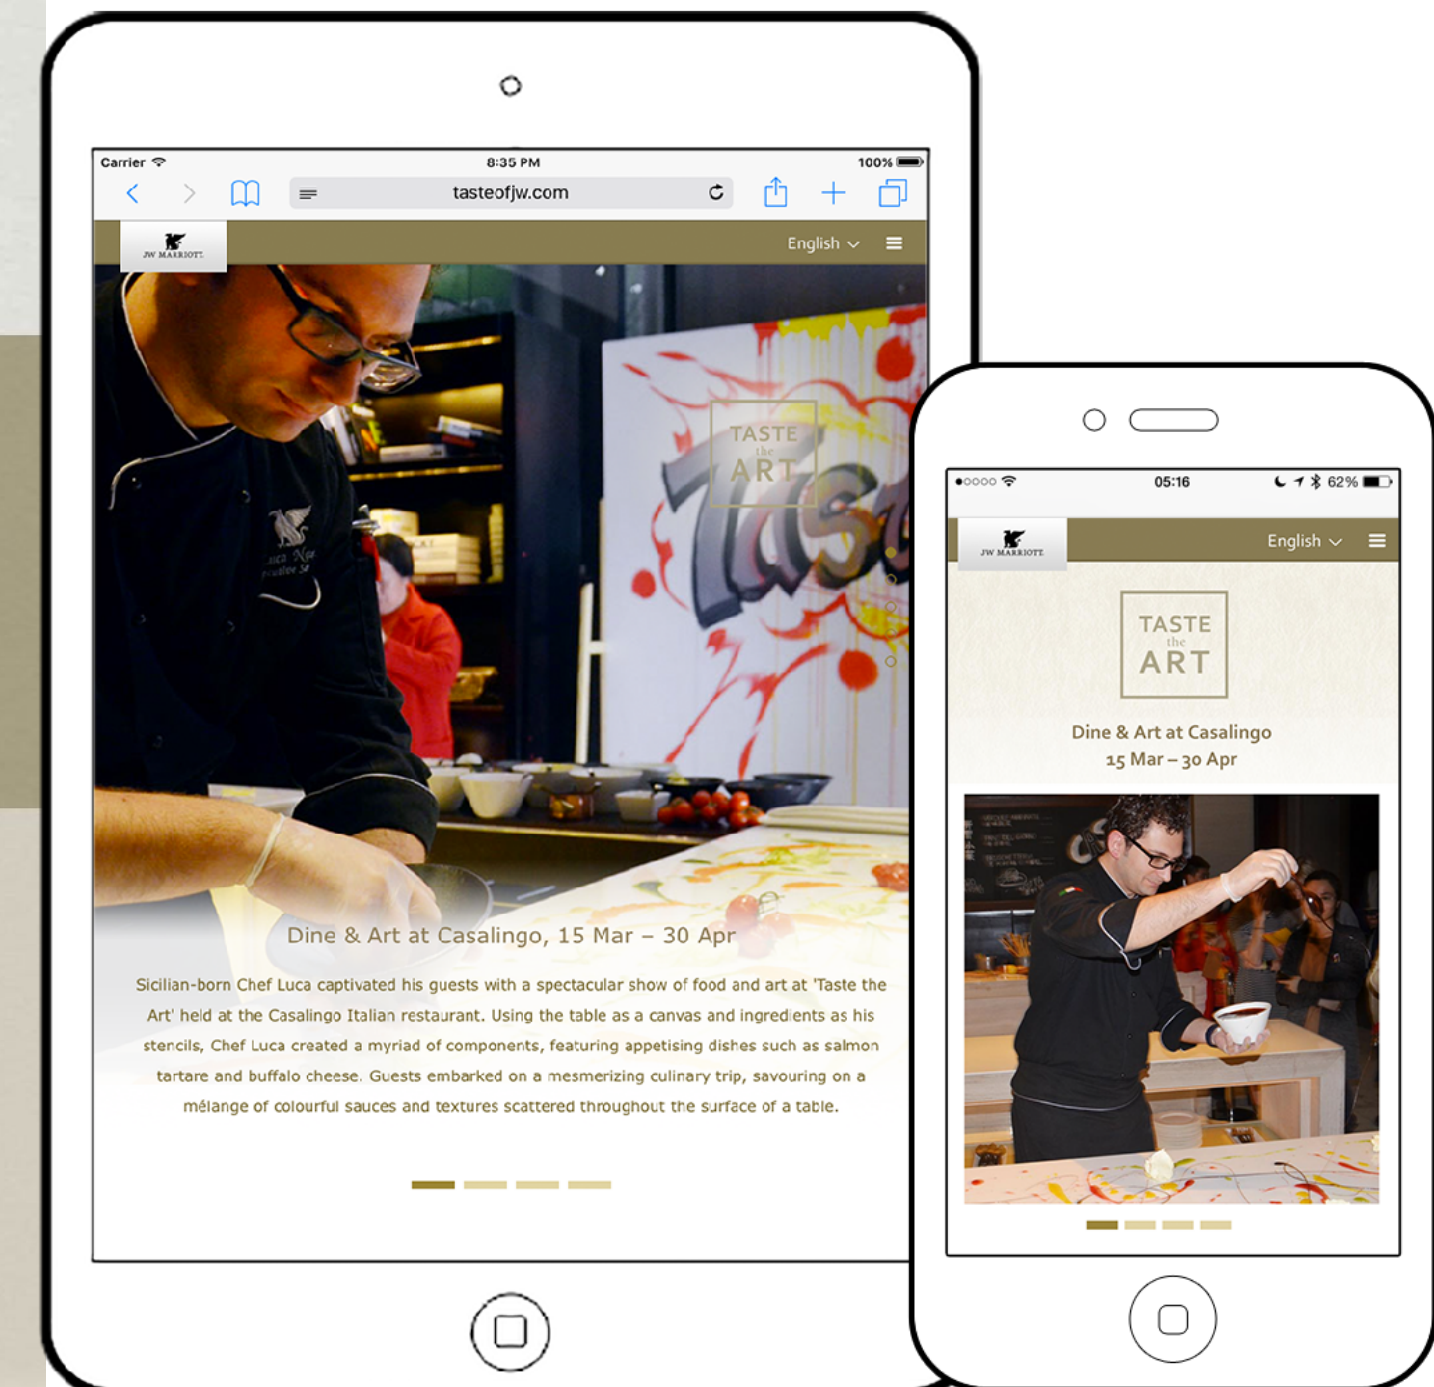 Carrier
8:35 PM
100%
tasteofjw.com
JW MARRIOTT
English
TASTE
the
ART
Dine & Art at Casalingo, 15 Mar – 30 Apr
Sicilian-born Chef Luca captivated his guests with a spectacular show of food and art at 'Taste the
Art' held at the Casalingo Italian restaurant. Using the table as a canvas and ingredients as his
stencils, Chef Luca created a myriad of components, featuring appetising dishes such as salmon
tartare and buffalo cheese. Guests embarked on a mesmerizing culinary trip, savouring on a
mélange of colourful sauces and textures scattered throughout the surface of a table.
05:16
62%
JW MARRIOTT
English
TASTE
the
ART
Dine & Art at Casalingo
15 Mar – 30 Apr